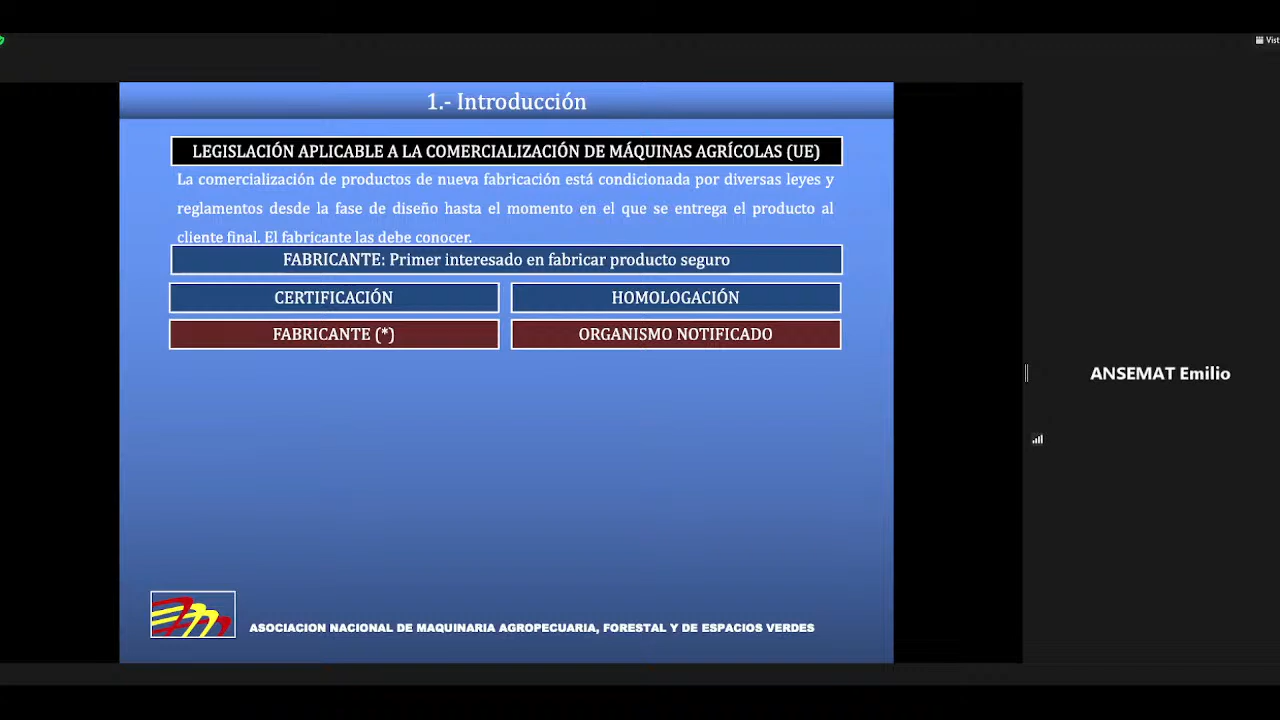 Vist
1.- Introducción
LEGISLACIÓN APLICABLE A LA COMERCIALIZACIÓN DE MÁQUINAS AGRÍCOLAS (UE)
La comercialización de productos de nueva fabricación está condicionada por diversas leyes y
reglamentos desde la fase de diseño hasta el momento en el que se entrega el producto al
cliente final. El fabricante las debe conocer.
FABRICANTE: Primer interesado en fabricar producto seguro
CERTIFICACIÓN
HOMOLOGACIÓN
FABRICANTE (*)
ORGANISMO NOTIFICADO
ANSEMAT Emilio
ASOCIACION NACIONAL DE MAQUINARIA AGROPECUARIA, FORESTAL Y DE ESPACIOS VERDES